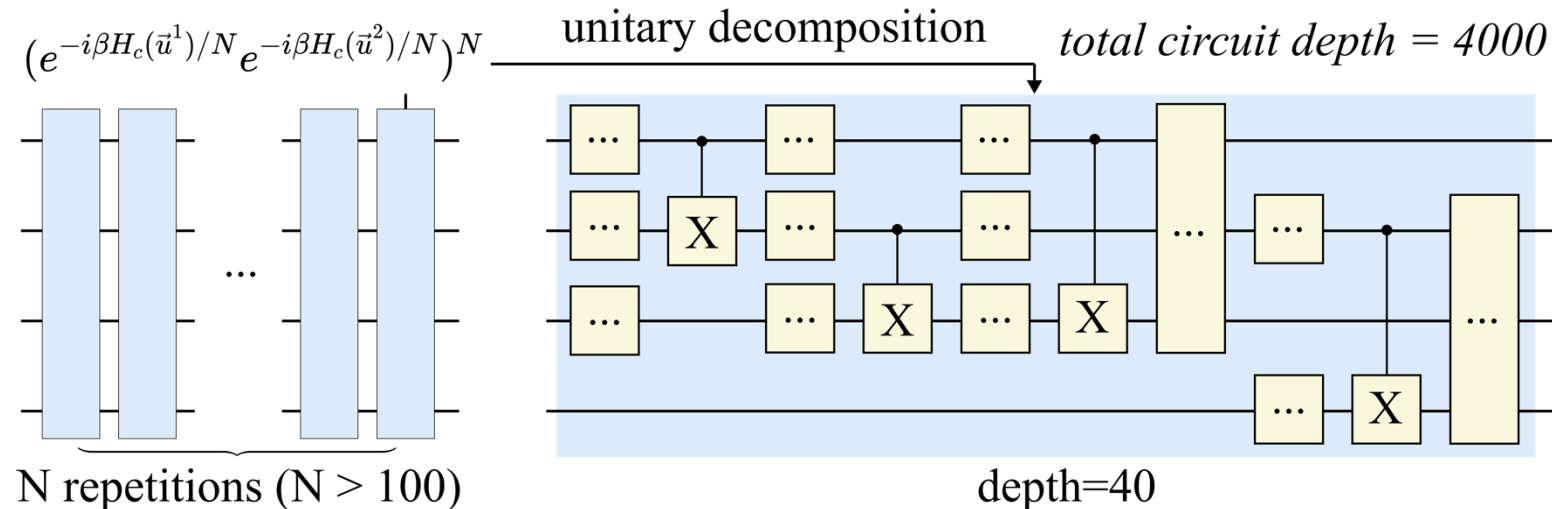 (e^{-iβH_c(\vec{u}^1)/N} e^{-iβH_c(\vec{u}^2)/N})^N
unitary decomposition
total circuit depth = 4000
... ... ...
... X ... ... ... ...
...
... ... X ... X ...
... X
N repetitions (N > 100)
depth=40